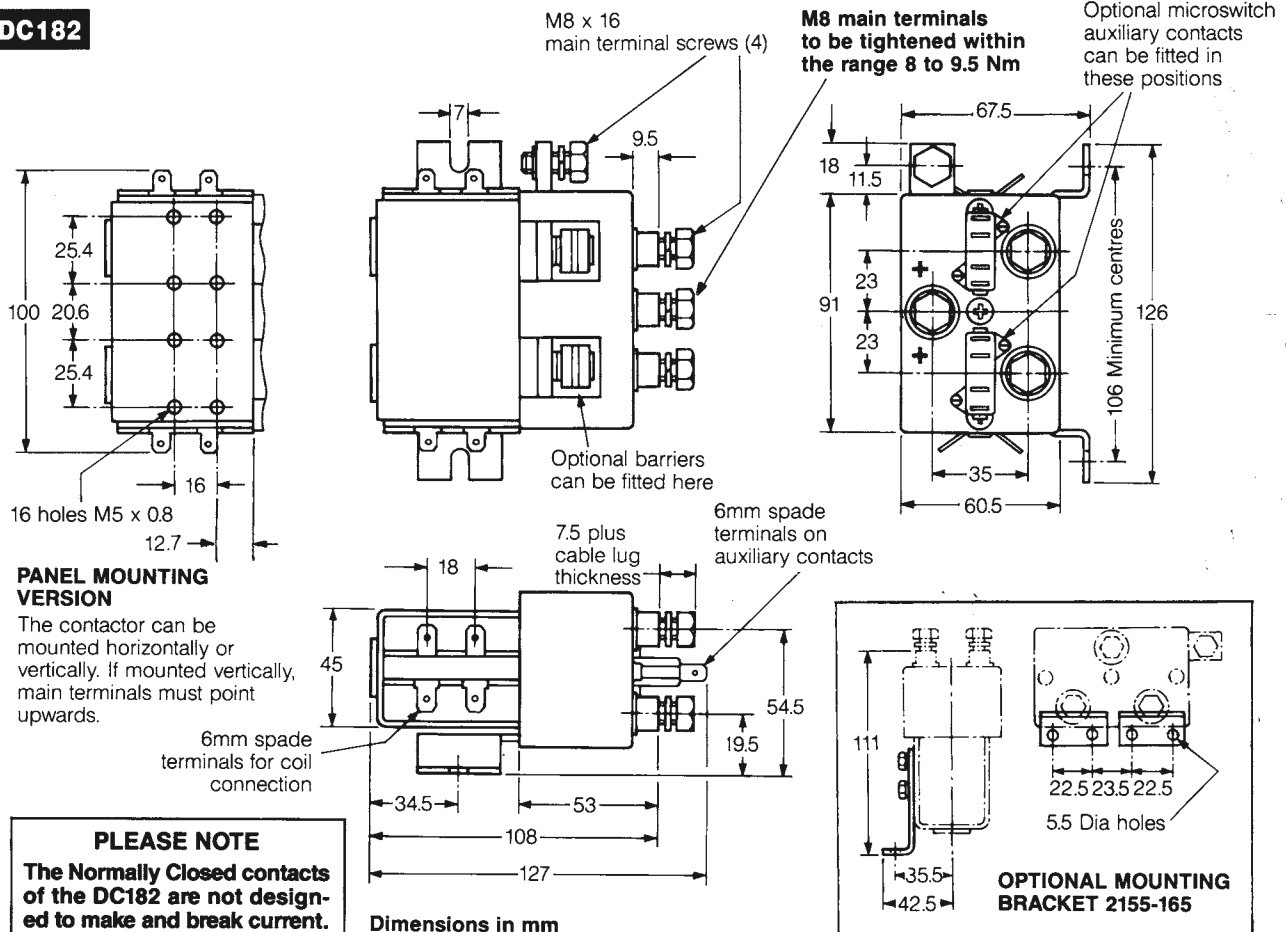 DC182
M8 x 16
main terminal screws (4)
M8 main terminals
to be tightened within
the range 8 to 9.5 Nm
Optional microswitch
auxiliary contacts
can be fitted in
these positions
7
9.5
67.5
18
11.5
25.4
100
20.6
25.4
23
91
23
106 Minimum centres
126
16
16 holes M5 x 0.8
12.7
Optional barriers
can be fitted here
35
60.5
PANEL MOUNTING
VERSION
The contactor can be
mounted horizontally or
vertically. If mounted vertically,
main terminals must point
upwards.
18
7.5 plus
cable lug
thickness
6mm spade
terminals on
auxiliary contacts
45
54.5
19.5
6mm spade
terminals for coil
connection
34.5
53
108
127
111
22.5 23.5 22.5
5.5 Dia holes
35.5
42.5
OPTIONAL MOUNTING
BRACKET 2155-165
PLEASE NOTE
The Normally Closed contacts
of the DC182 are not design-
ed to make and break current.
Dimensions in mm